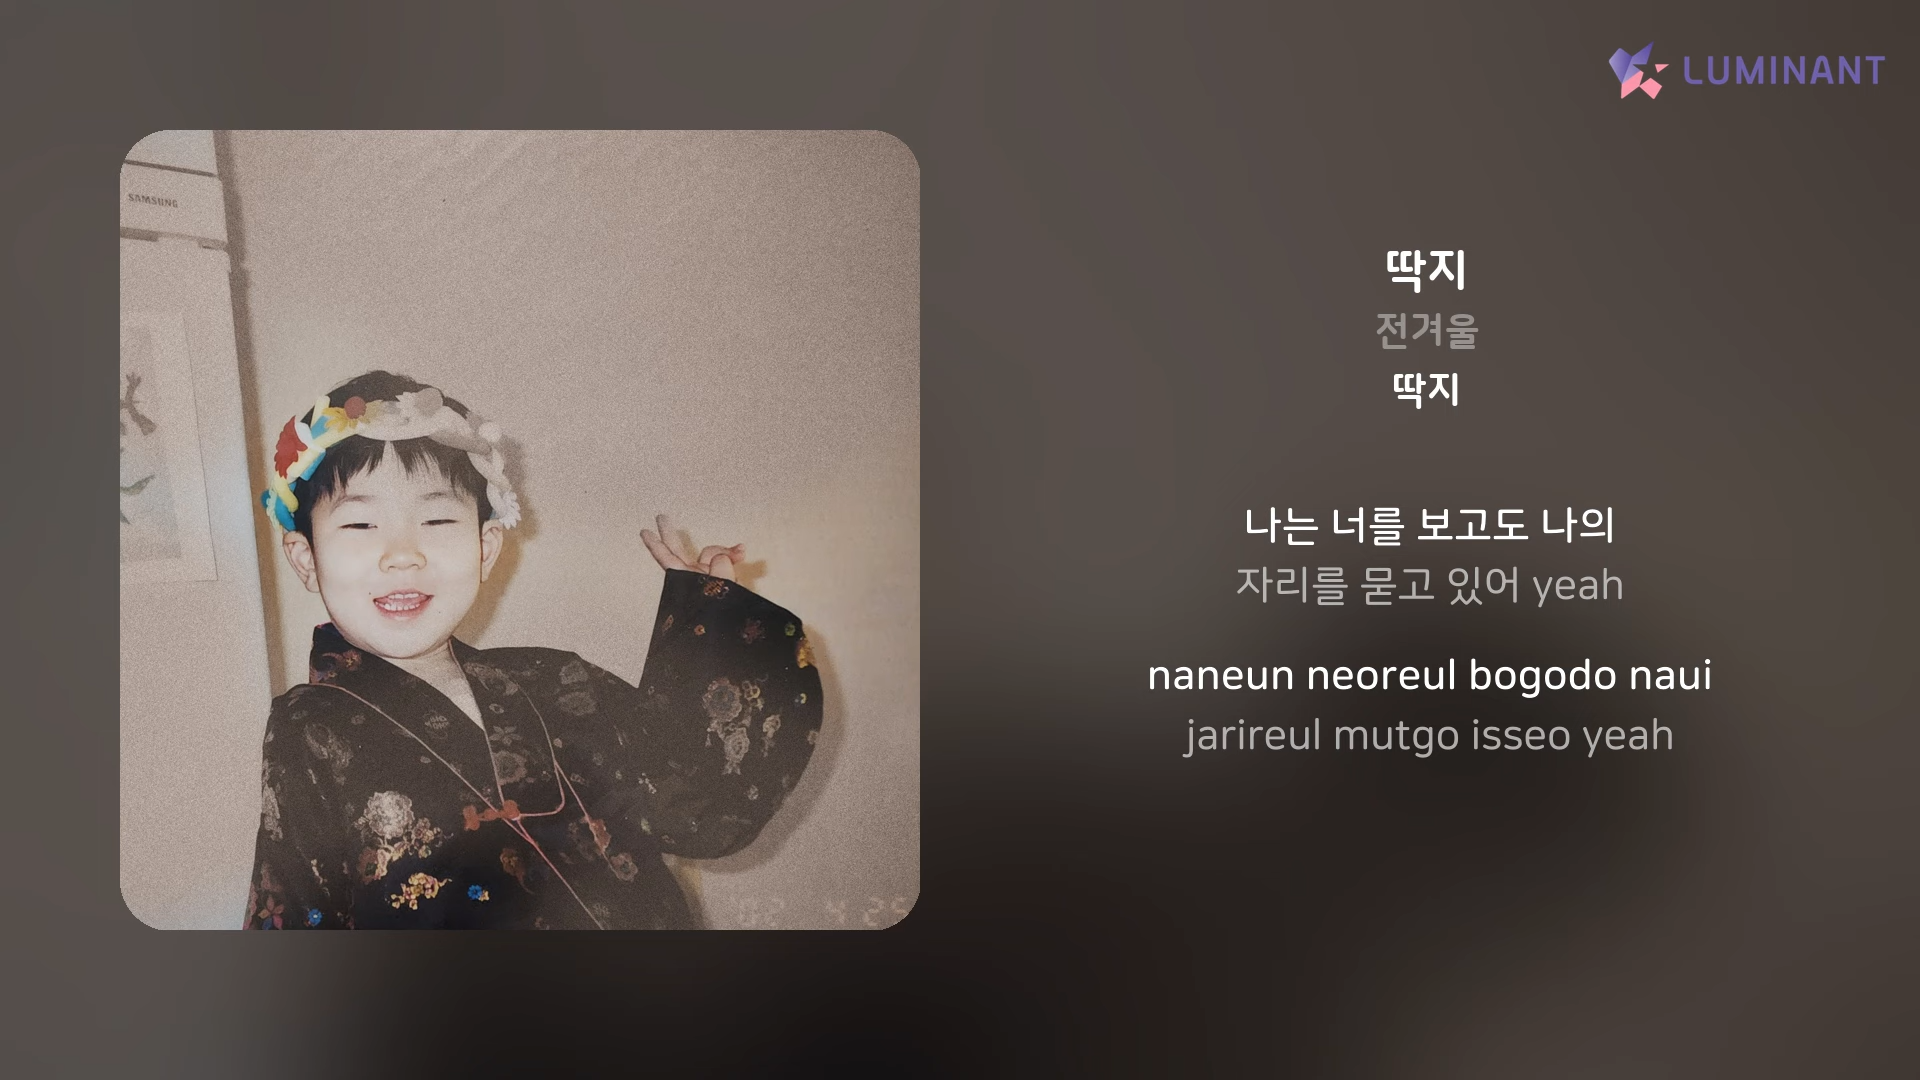 LUMINANT
SAMSUNG
딱지
전겨울
딱지
나는 너를 보고도 나의
자리를 묻고 있어 yeah
naneun neoreul bogodo naui
jarireul mutgo isseo yeah